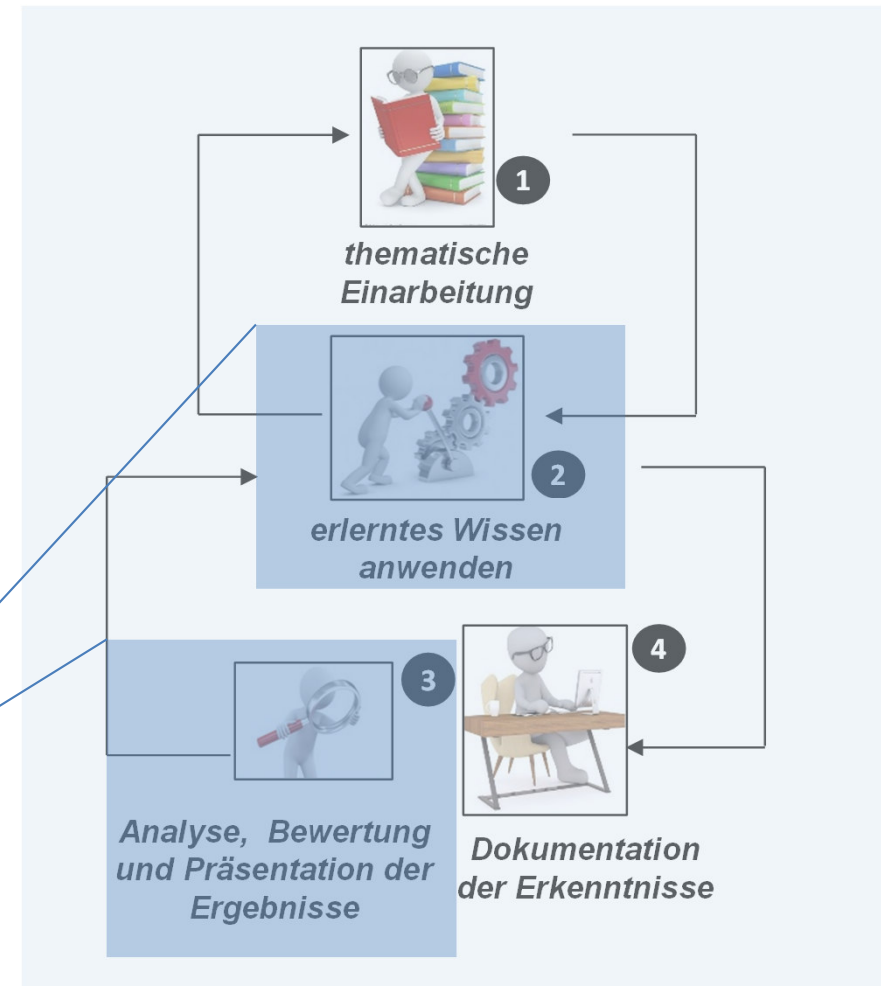 1
thematische
Einarbeitung
2
erlerntes Wissen
anwenden
3
Analyse, Bewertung
und Präsentation der
Ergebnisse
4
Dokumentation
der Erkenntnisse